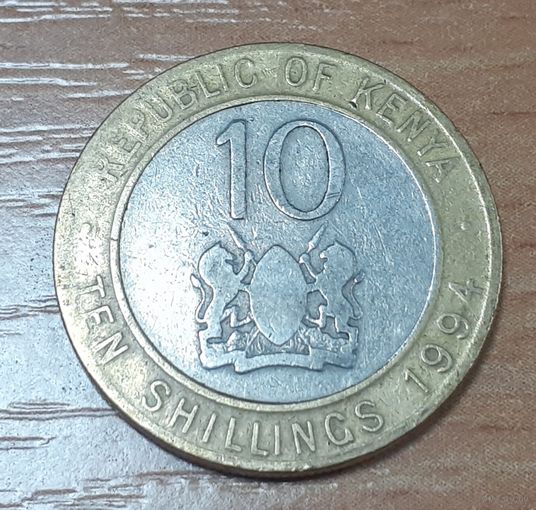 REPUBLIC OF KENYA
10
TEN SHILLINGS 1994